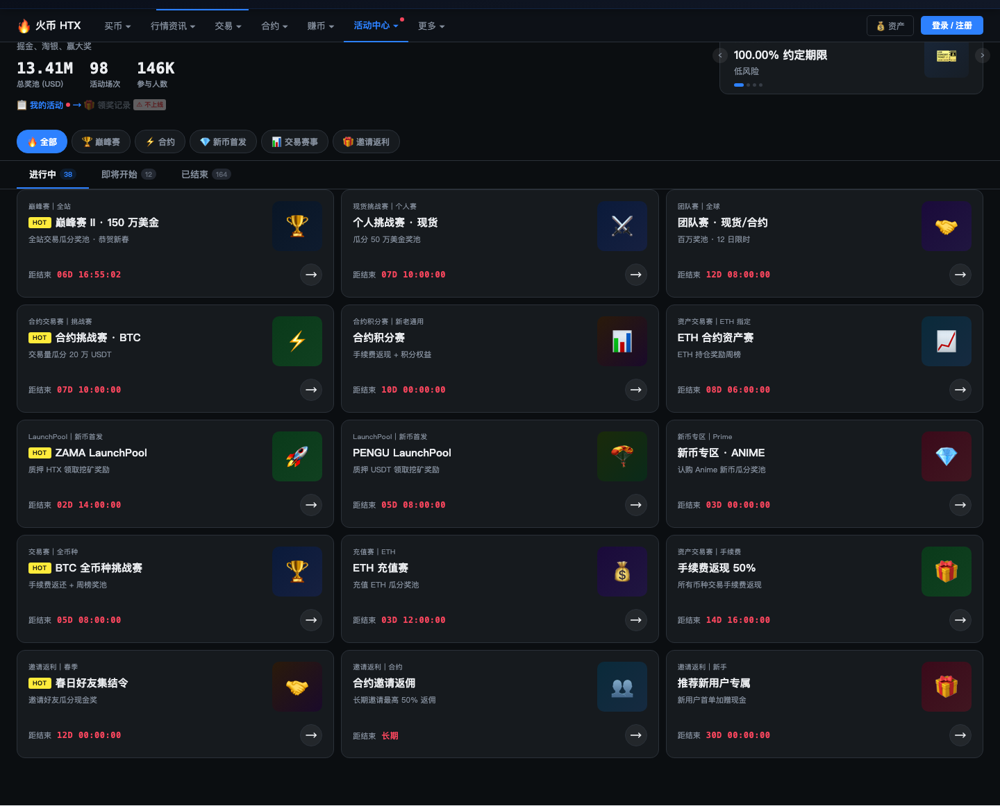 火币 HTX
买币
行情资讯
交易
合约
赚币
活动中心
更多
资产
登录 / 注册
掘金、淘银、赢大奖
13.41M 98 146K
总奖池 (USD) 活动场次 参与人数
我的活动 → 领奖记录 ⚠ 不上线
100.00% 约定期限
低风险
全部
巅峰赛
合约
新币首发
交易赛事
邀请返利
进行中 38
即将开始 12
已结束 164
巅峰赛 | 全站
HOT 巅峰赛 II · 150 万美金
全站交易瓜分奖池 · 恭贺新春
距结束 06D 16:55:02
现货挑战赛 | 个人赛
个人挑战赛 · 现货
瓜分 50 万美金奖池
距结束 07D 10:00:00
团队赛 | 全球
团队赛 · 现货/合约
百万奖池 · 12 日限时
距结束 12D 08:00:00
合约交易赛 | 挑战赛
HOT 合约挑战赛 · BTC
交易量瓜分 20 万 USDT
距结束 07D 10:00:00
合约积分赛 | 新老通用
合约积分赛
手续费返现 + 积分权益
距结束 10D 00:00:00
资产交易赛 | ETH 指定
ETH 合约资产赛
ETH 持仓奖励周榜
距结束 08D 06:00:00
LaunchPool | 新币首发
HOT ZAMA LaunchPool
质押 HTX 领取挖矿奖励
距结束 02D 14:00:00
LaunchPool | 新币首发
PENGU LaunchPool
质押 USDT 领取挖矿奖励
距结束 05D 08:00:00
新币专区 | Prime
新币专区 · ANIME
认购 Anime 新币瓜分奖池
距结束 03D 00:00:00
交易赛 | 全币种
HOT BTC 全币种挑战赛
手续费返还 + 周榜奖池
距结束 05D 08:00:00
充值赛 | ETH
ETH 充值赛
充值 ETH 瓜分奖池
距结束 03D 12:00:00
资产交易赛 | 手续费
手续费返现 50%
所有币种交易手续费返现
距结束 14D 16:00:00
邀请返利 | 春季
HOT 春日好友集结令
邀请好友瓜分现金奖
距结束 12D 00:00:00
邀请返利 | 合约
合约邀请返佣
长期邀请最高 50% 返佣
距结束 长期
邀请返利 | 新手
推荐新用户专属
新用户首单加赠现金
距结束 30D 00:00:00